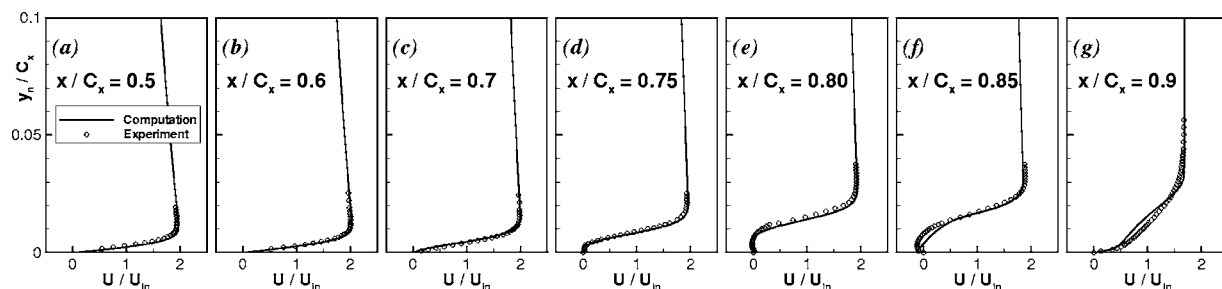 0.1
(a)
(b)
(c)
(d)
(e)
(f)
(g)
x / Cx = 0.5
x / Cx = 0.6
x / Cx = 0.7
x / Cx = 0.75
x / Cx = 0.80
x / Cx = 0.85
x / Cx = 0.9
yn / Cx
Computation
Experiment
0.05
0
0 1 2
0 1 2
0 1 2
0 1 2
0 1 2
0 1 2
0 1 2
U / Uin
U / Uin
U / Uin
U / Uin
U / Uin
U / Uin
U / Uin